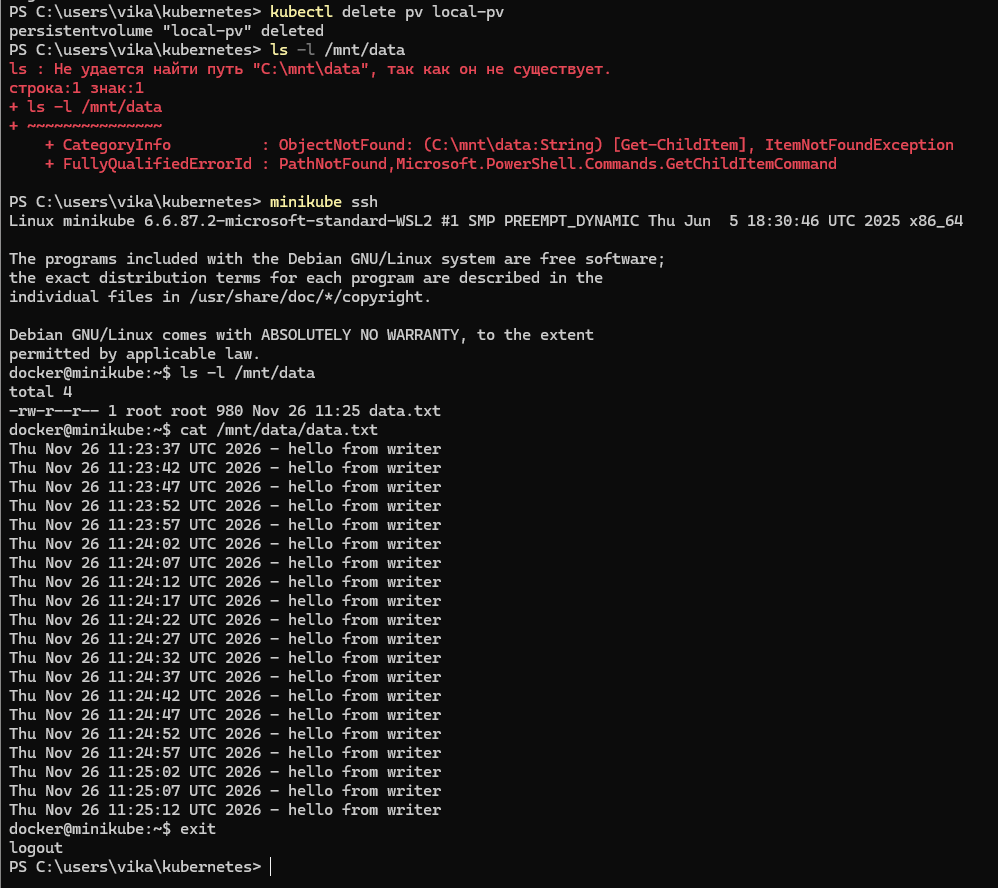 PS C:\users\vika\kubernetes> kubectl delete pv local-pv
persistentvolume "local-pv" deleted
PS C:\users\vika\kubernetes> ls -l /mnt/data
ls : Не удается найти путь "C:\mnt\data", так как он не существует.
строка:1 знак:1
+ ls -l /mnt/data
+ ~~~~~~~~~~~~~~~
    + CategoryInfo          : ObjectNotFound: (C:\mnt\data:String) [Get-ChildItem], ItemNotFoundException
    + FullyQualifiedErrorId : PathNotFound,Microsoft.PowerShell.Commands.GetChildItemCommand

PS C:\users\vika\kubernetes> minikube ssh
Linux minikube 6.6.87.2-microsoft-standard-WSL2 #1 SMP PREEMPT_DYNAMIC Thu Jun  5 18:30:46 UTC 2025 x86_64

The programs included with the Debian GNU/Linux system are free software;
the exact distribution terms for each program are described in the
individual files in /usr/share/doc/*/copyright.

Debian GNU/Linux comes with ABSOLUTELY NO WARRANTY, to the extent
permitted by applicable law.
docker@minikube:~$ ls -l /mnt/data
total 4
-rw-r--r-- 1 root root 980 Nov 26 11:25 data.txt
docker@minikube:~$ cat /mnt/data/data.txt
Thu Nov 26 11:23:37 UTC 2026 - hello from writer
Thu Nov 26 11:23:42 UTC 2026 - hello from writer
Thu Nov 26 11:23:47 UTC 2026 - hello from writer
Thu Nov 26 11:23:52 UTC 2026 - hello from writer
Thu Nov 26 11:23:57 UTC 2026 - hello from writer
Thu Nov 26 11:24:02 UTC 2026 - hello from writer
Thu Nov 26 11:24:07 UTC 2026 - hello from writer
Thu Nov 26 11:24:12 UTC 2026 - hello from writer
Thu Nov 26 11:24:17 UTC 2026 - hello from writer
Thu Nov 26 11:24:22 UTC 2026 - hello from writer
Thu Nov 26 11:24:27 UTC 2026 - hello from writer
Thu Nov 26 11:24:32 UTC 2026 - hello from writer
Thu Nov 26 11:24:37 UTC 2026 - hello from writer
Thu Nov 26 11:24:42 UTC 2026 - hello from writer
Thu Nov 26 11:24:47 UTC 2026 - hello from writer
Thu Nov 26 11:24:52 UTC 2026 - hello from writer
Thu Nov 26 11:24:57 UTC 2026 - hello from writer
Thu Nov 26 11:25:02 UTC 2026 - hello from writer
Thu Nov 26 11:25:07 UTC 2026 - hello from writer
Thu Nov 26 11:25:12 UTC 2026 - hello from writer
docker@minikube:~$ exit
logout
PS C:\users\vika\kubernetes>